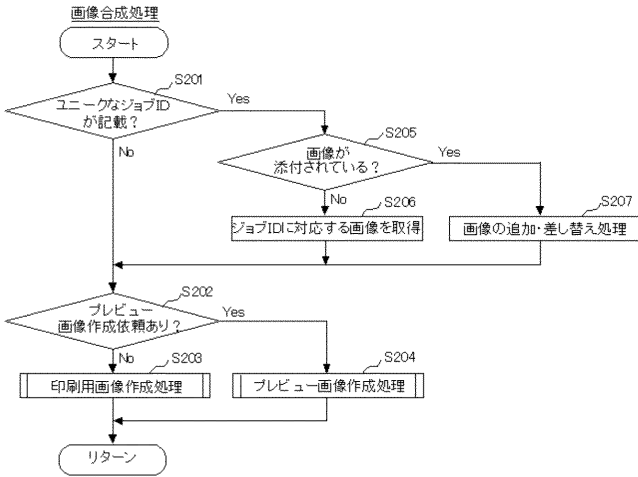 画像合成処理
スタート
S201
ユニークなジョブID
が記載？
Yes
No
S205
画像が
添付されている？
Yes
No
S206
ジョブIDに対応する画像を取得
S207
画像の追加・差し替え処理
S202
プレビュー
画像作成依頼あり？
Yes
No
S203
印刷用画像作成処理
S204
プレビュー画像作成処理
リターン